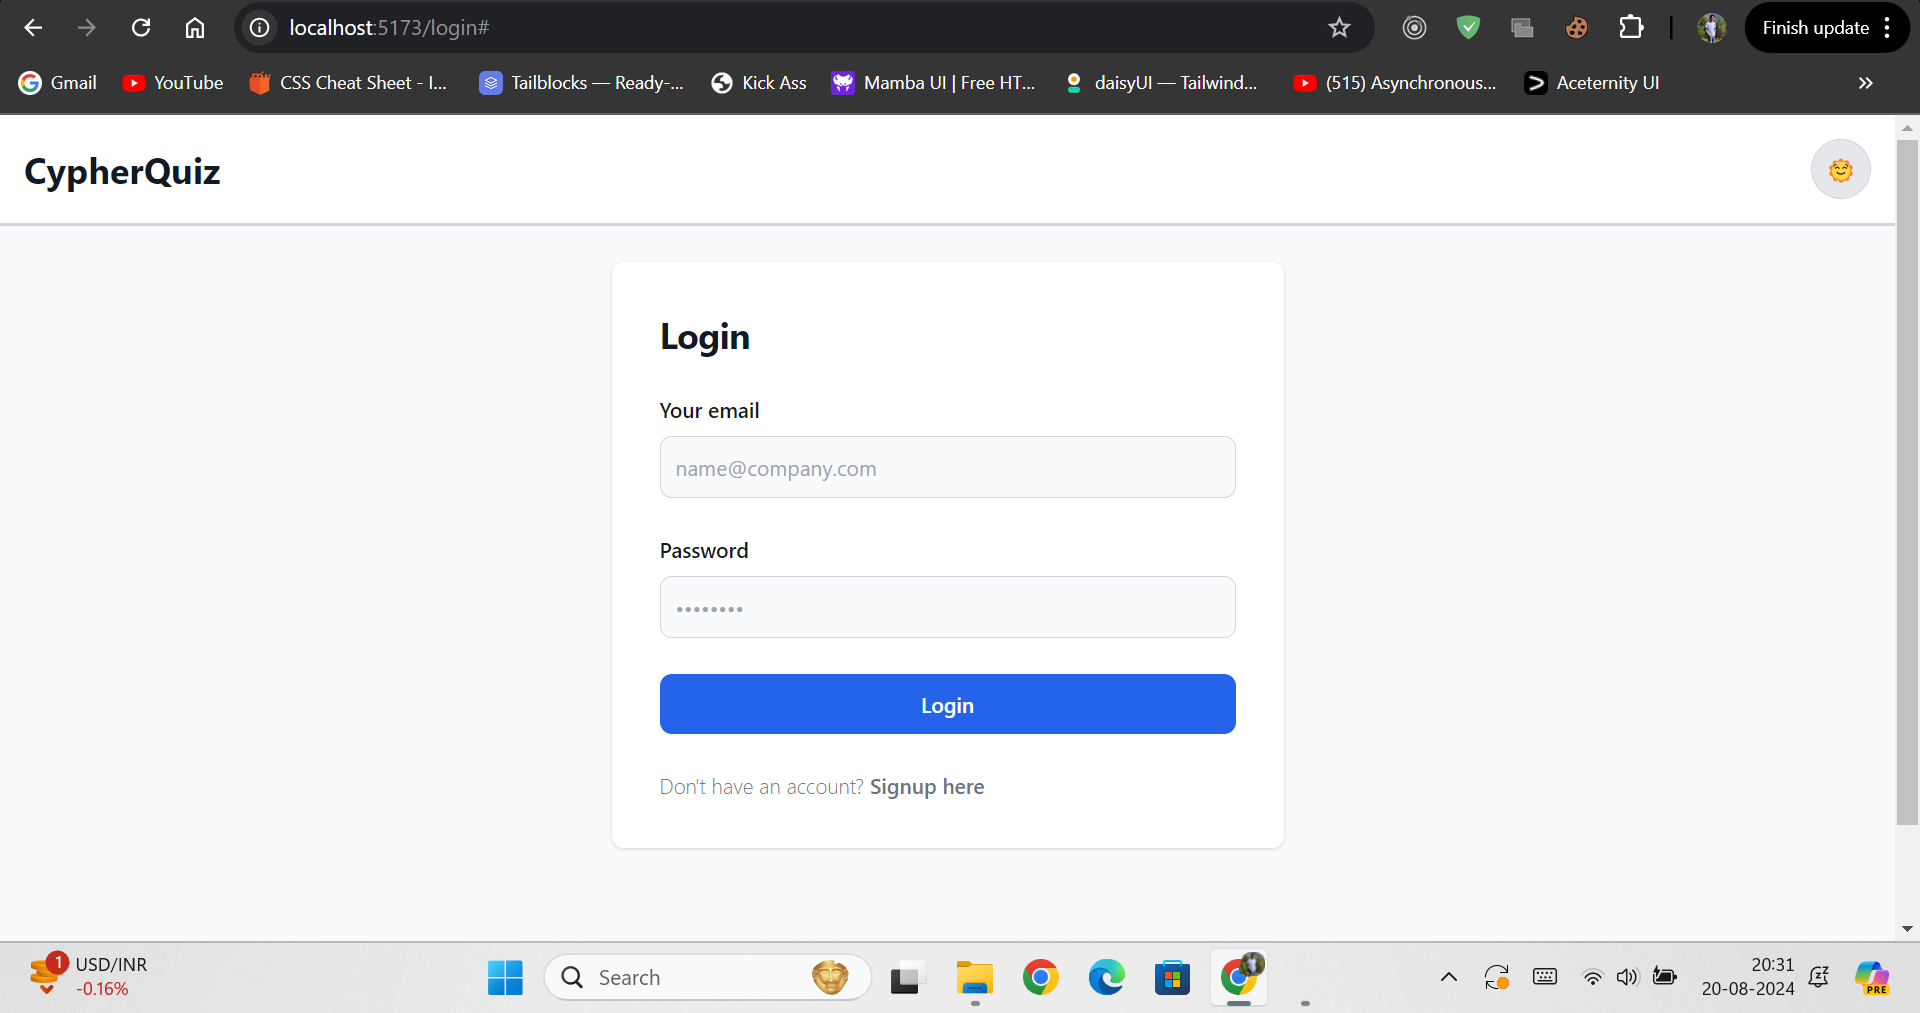 localhost:5173/login#
Finish update
Gmail
YouTube
CSS Cheat Sheet - I...
Tailblocks — Ready-...
Kick Ass
Mamba UI | Free HT...
daisyUI — Tailwind...
(515) Asynchronous...
Aceternity UI
CypherQuiz
Login
Your email
name@company.com
Password
Login
Don't have an account? Signup here
1
USD/INR
-0.16%
Search
20:31
20-08-2024
PRE